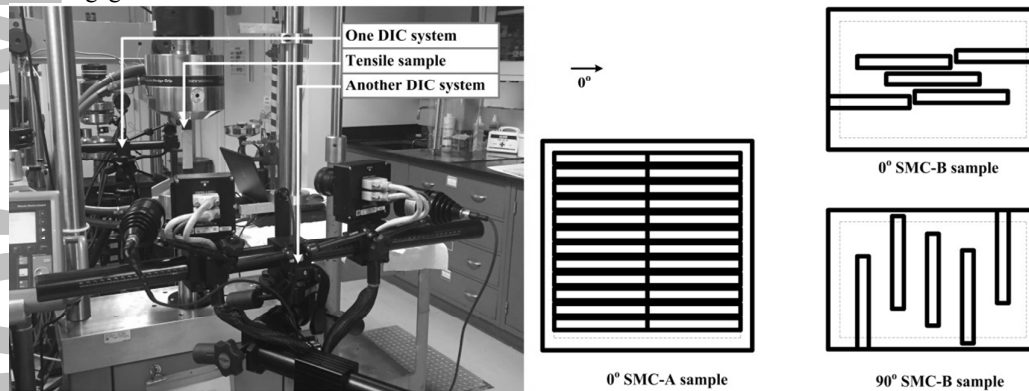 One DIC system
Tensile sample
Another DIC system
0°
0° SMC-A sample
0° SMC-B sample
90° SMC-B sample